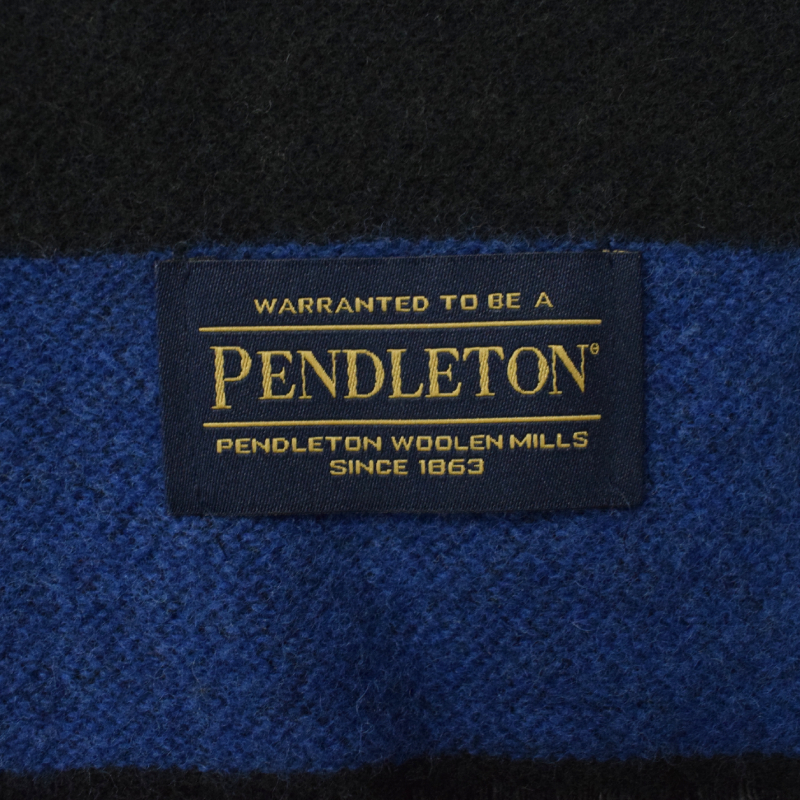 WARRANTED TO BE A
PENDLETON®
PENDLETON WOOLEN MILLS
SINCE 1863